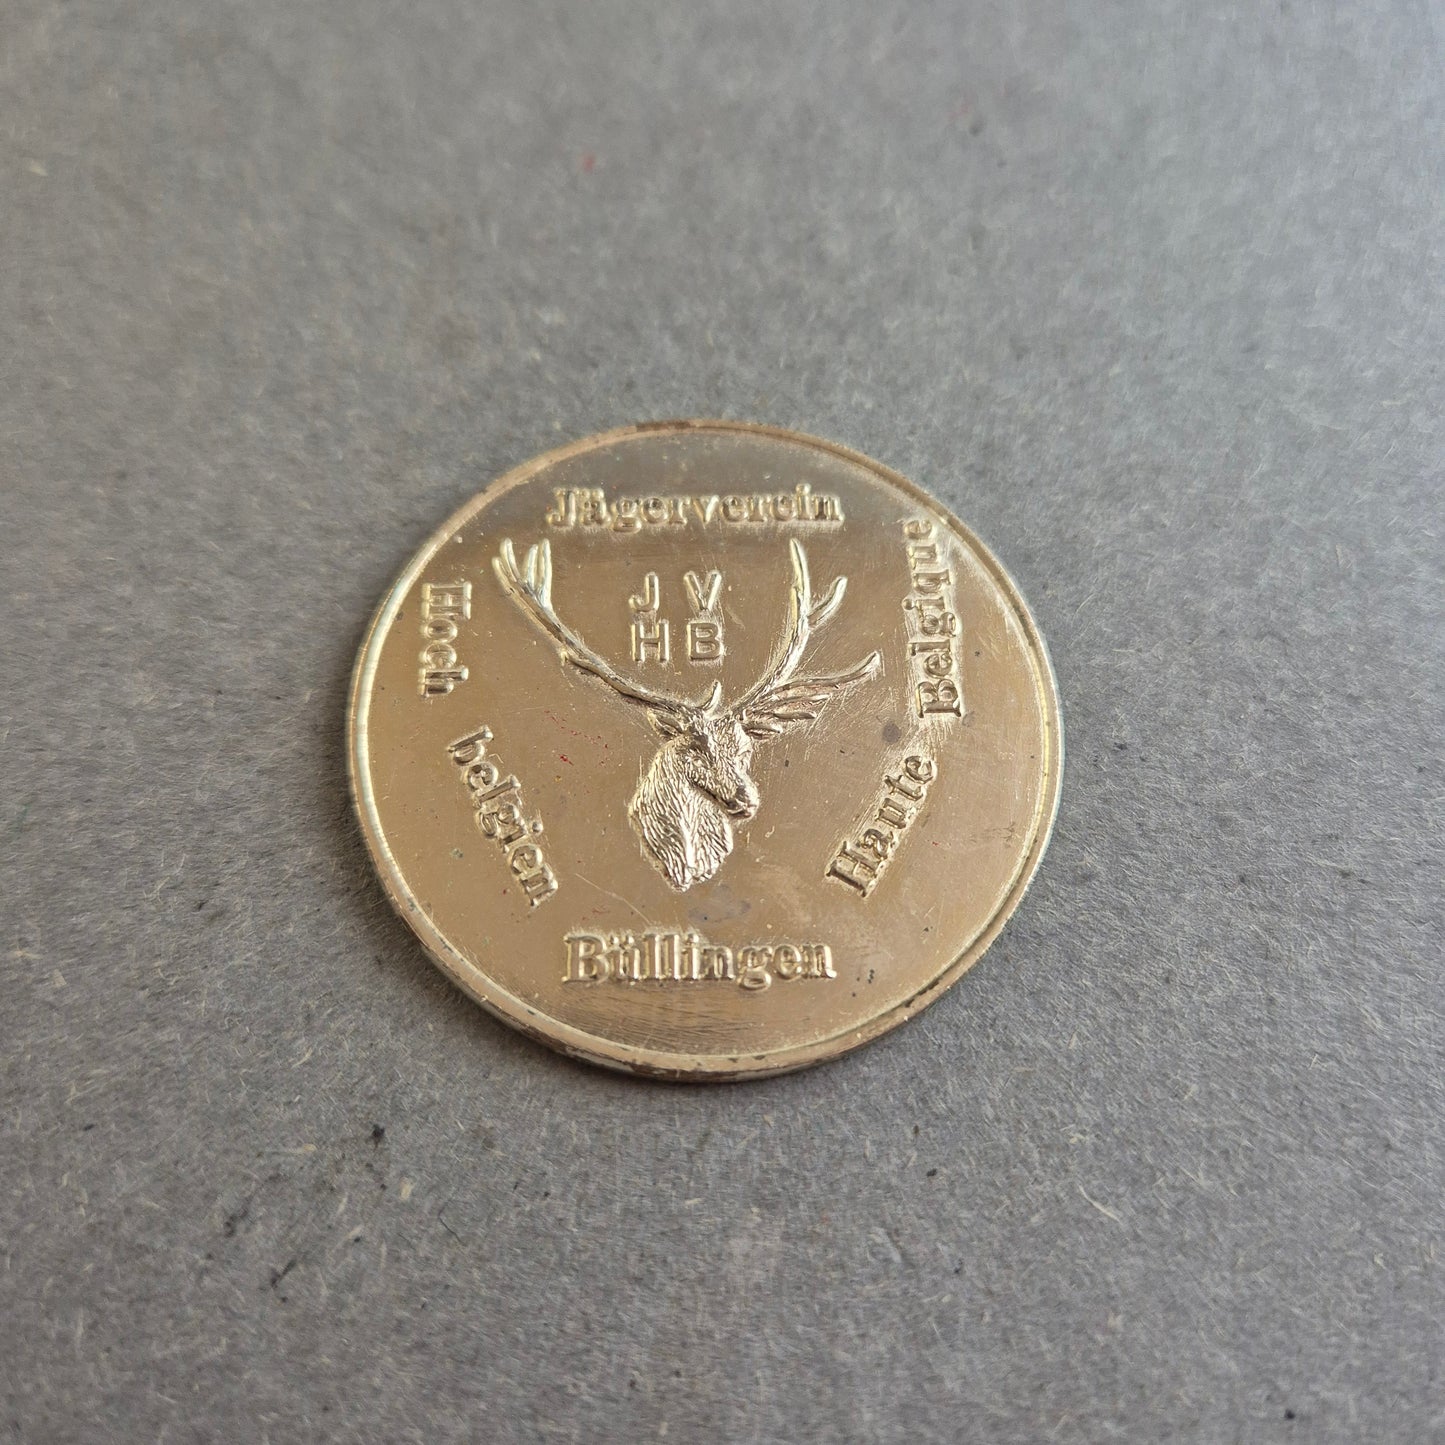 Jägerverein
J V
H B
Hoch
belgien
Haute Belgique
Büllingen